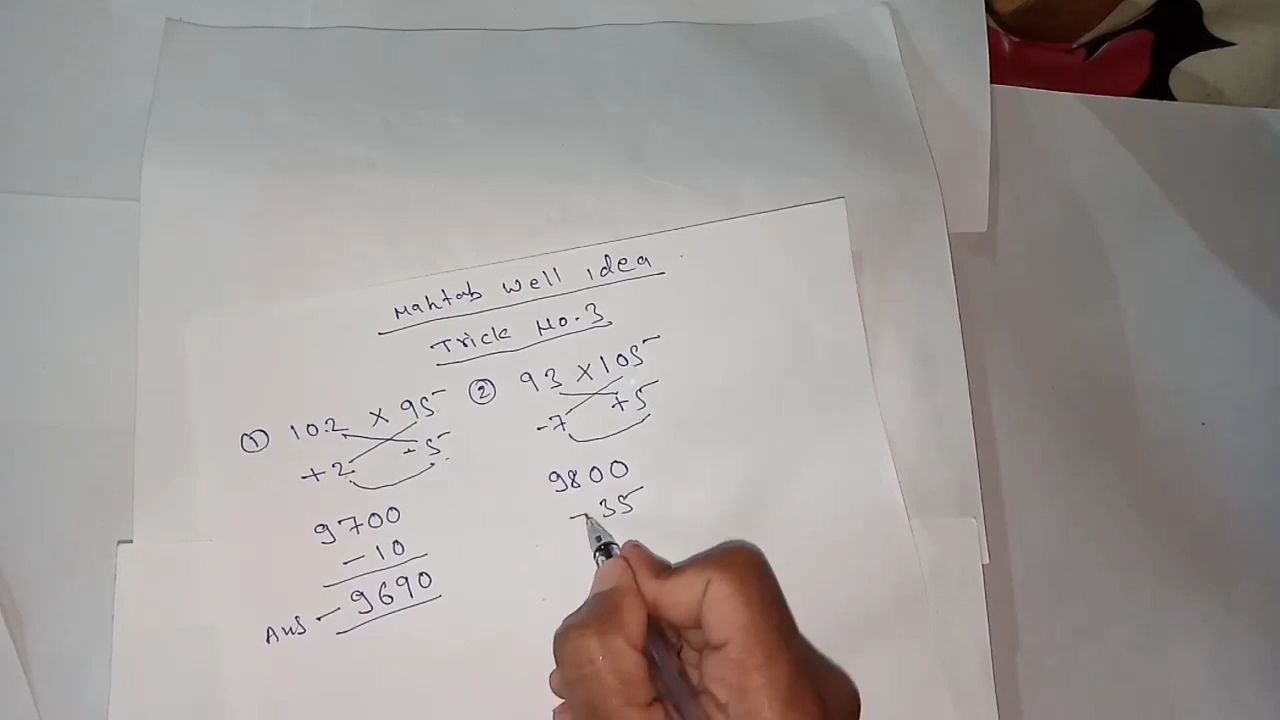 Mahtab Well idea
Trick No.3
① 102 × 95
+2 -5
9700
-10
Ans - 9690
② 93 × 105
-7 +5
9800
-35